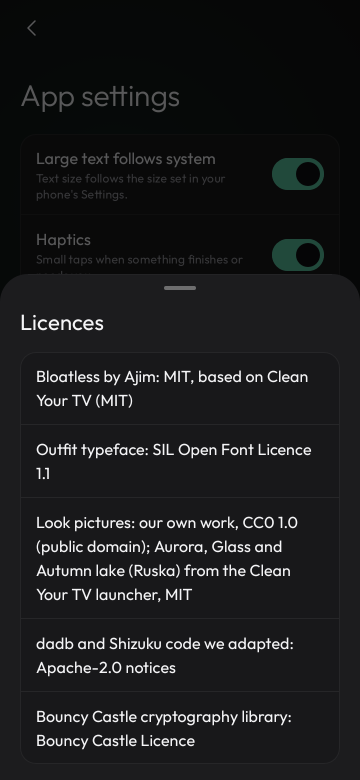 App settings
Large text follows system
Text size follows the size set in your
phone's Settings.
Haptics
Small taps when something finishes or
Licences
Bloatless by Ajim: MIT, based on Clean
Your TV (MIT)
Outfit typeface: SIL Open Font Licence
1.1
Look pictures: our own work, CC0 1.0
(public domain); Aurora, Glass and
Autumn lake (Ruska) from the Clean
Your TV launcher, MIT
dadb and Shizuku code we adapted:
Apache-2.0 notices
Bouncy Castle cryptography library:
Bouncy Castle Licence